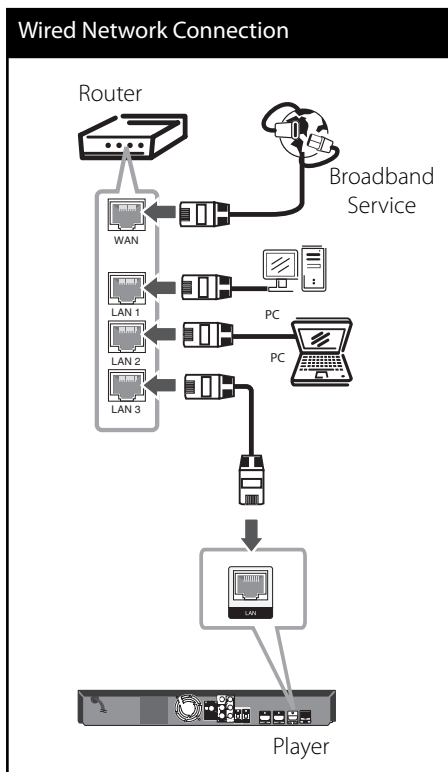 Wired Network Connection
Router
Broadband
Service
WAN
LAN 1
PC
LAN 2
PC
LAN 3
LAN
Player